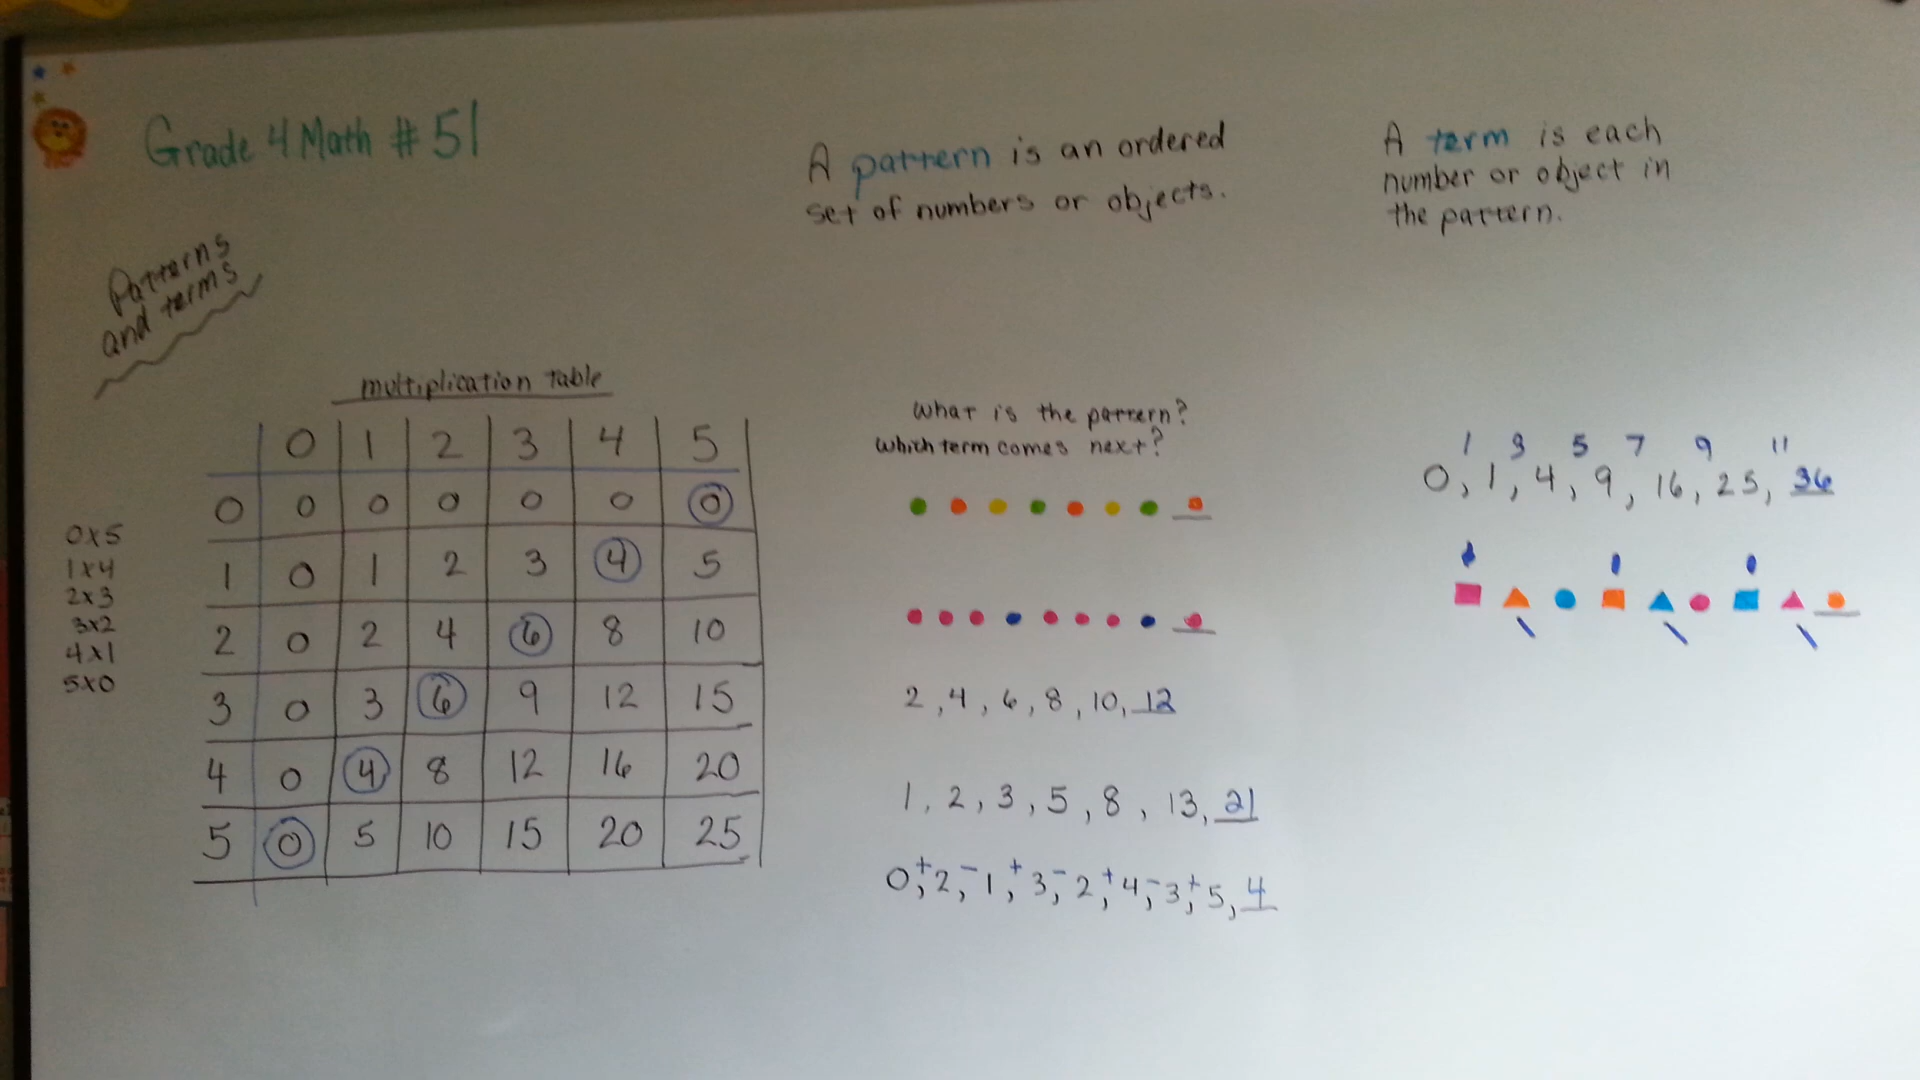 Grade 4 Math # 51
Patterns
and terms
A pattern is an ordered
set of numbers or objects.
A term is each
number or object in
the pattern.
multiplication table
0 1 2 3 4 5
0 0 0 0 0 0 0
1 0 1 2 3 4 5
2 0 2 4 6 8 10
3 0 3 6 9 12 15
4 0 4 8 12 16 20
5 0 5 10 15 20 25
0x5
1x4
2x3
3x2
4x1
5x0
What is the pattern?
Which term comes next?
2, 4, 6, 8, 10, 12
1, 2, 3, 5, 8, 13, 21
+ - + - + - +
0, 2, 1, 3, 2, 4, 3, 5, 4
1 3 5 7 9 11
0, 1, 4, 9, 16, 25, 36